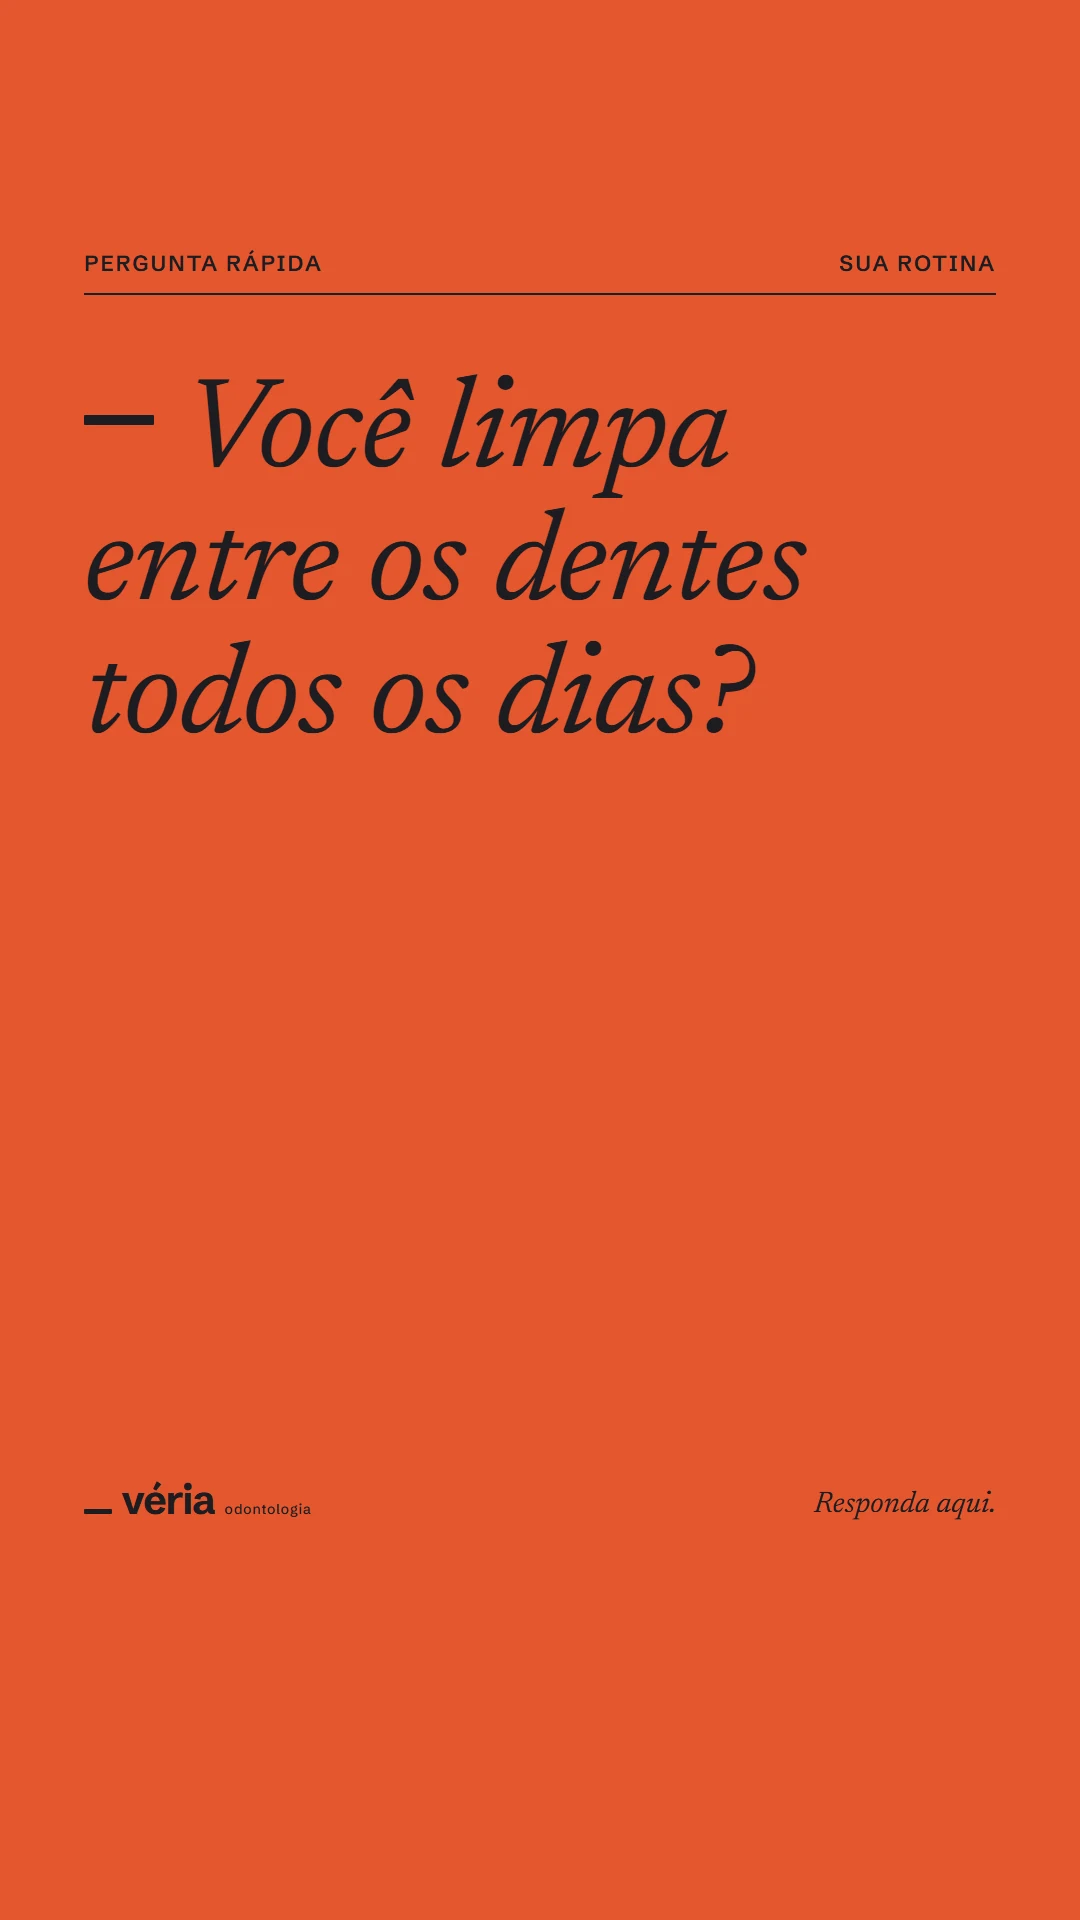 PERGUNTA RÁPIDA SUA ROTINA
— Você limpa
entre os dentes
todos os dias?
véria odontologia
Responda aqui.